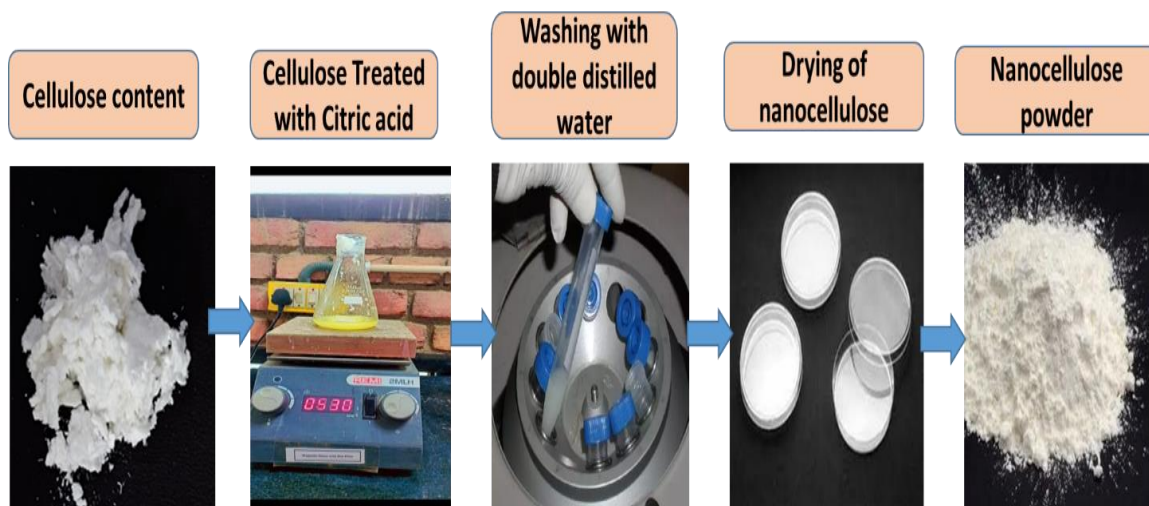 Cellulose content
Cellulose Treated
with Citric acid
Washing with
double distilled
water
Drying of
nanocellulose
Nanocellulose
powder
REMI 2MLH
0530